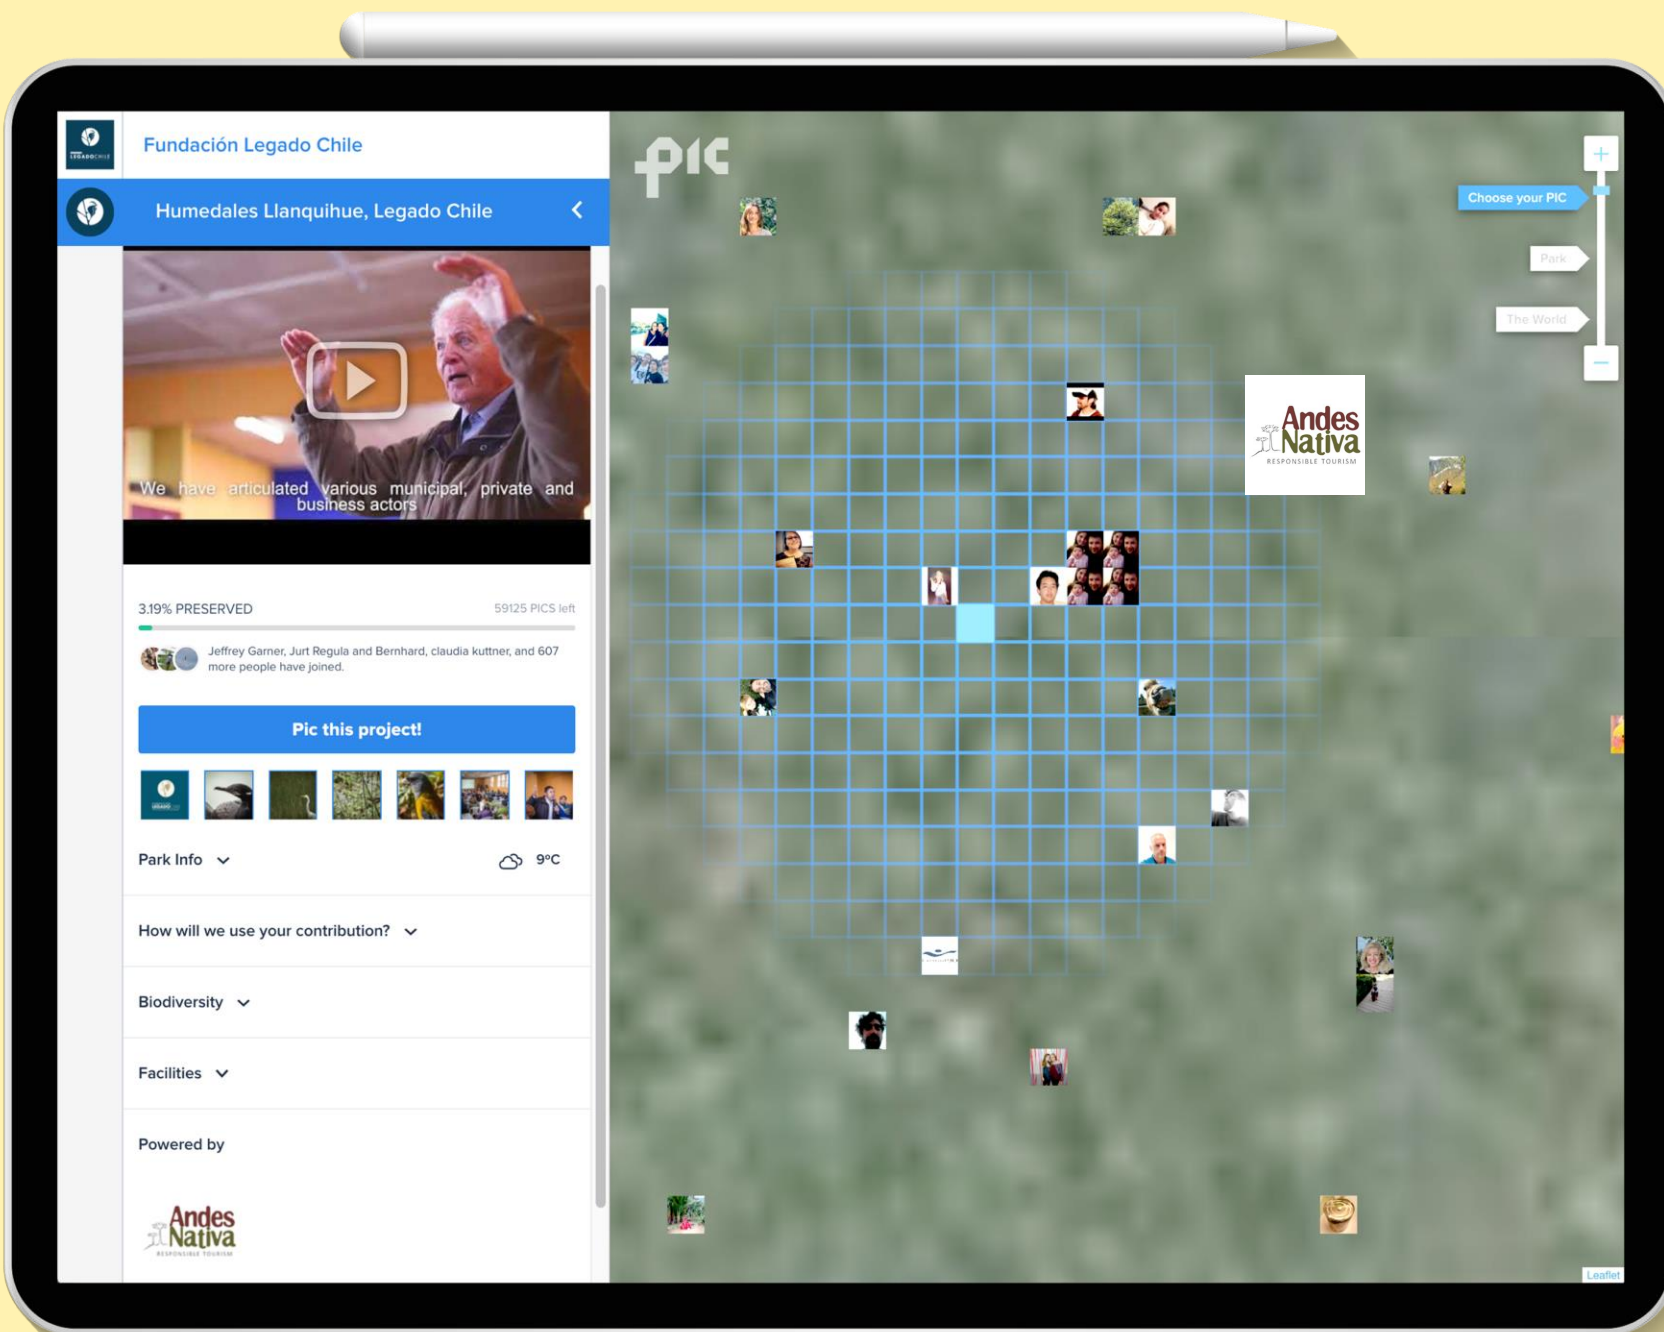 LEGADOCHILE
Fundación Legado Chile
Humedales Llanquihue, Legado Chile
We have articulated various municipal, private and
business actors
3.19% PRESERVED
59125 PICS left
Jeffrey Garner, Jurt Regula and Bernhard, claudia kuttner, and 607
more people have joined.
Pic this project!
Park Info
9°C
How will we use your contribution?
Biodiversity
Facilities
Powered by
Andes
Nativa
RESPONSIBLE TOURISM
pic
+
Choose your PIC
Park
The World
−
Andes
Nativa
RESPONSIBLE TOURISM
Leaflet